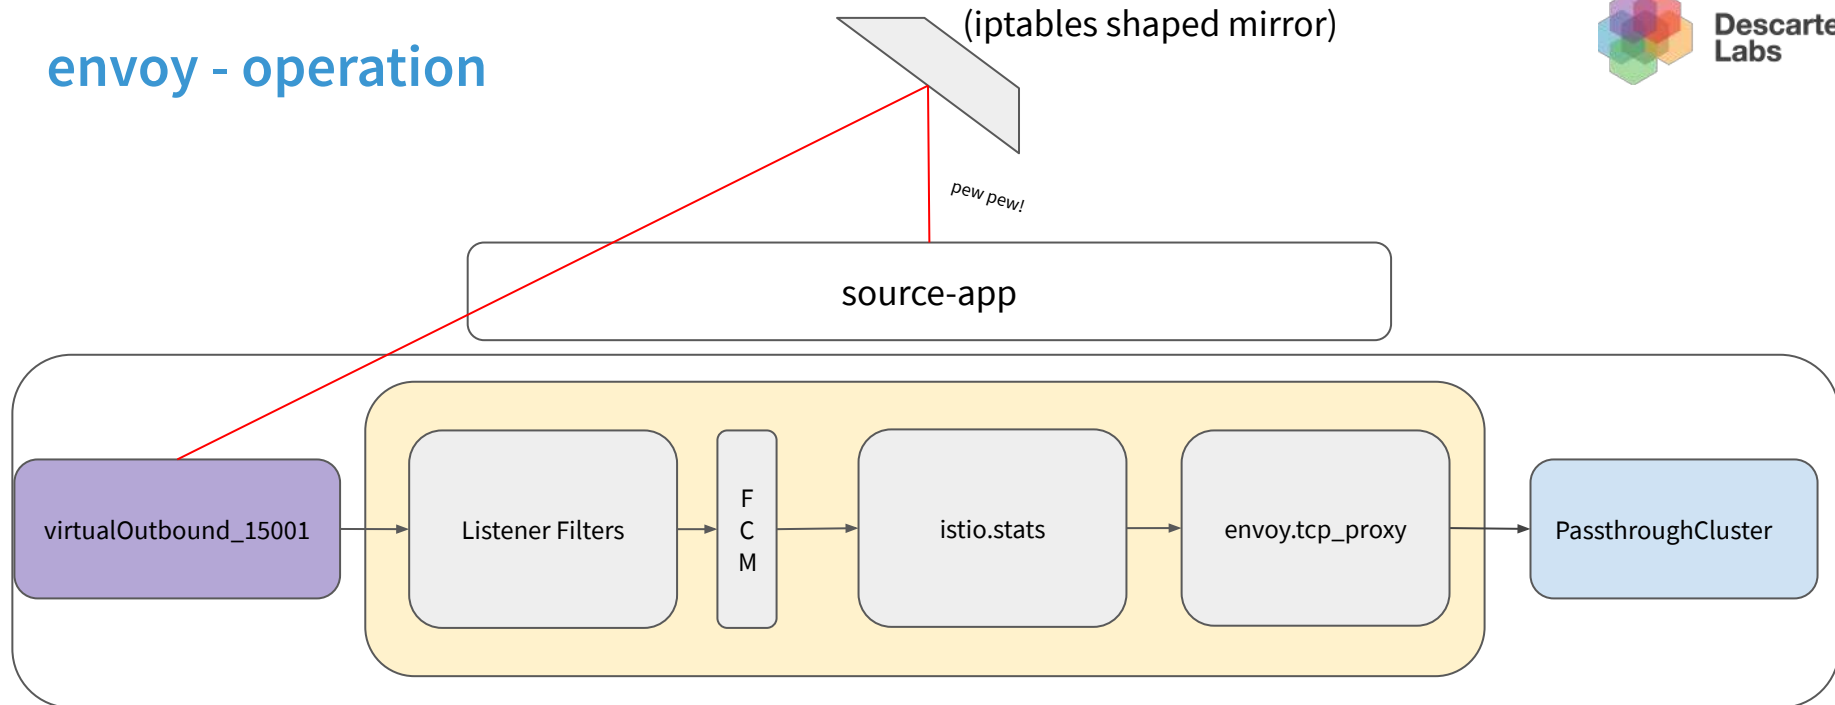 (iptables shaped mirror)
Descarte
Labs
envoy - operation
pew pew!
source-app
virtualOutbound_15001
Listener Filters
F
C
M
istio.stats
envoy.tcp_proxy
PassthroughCluster